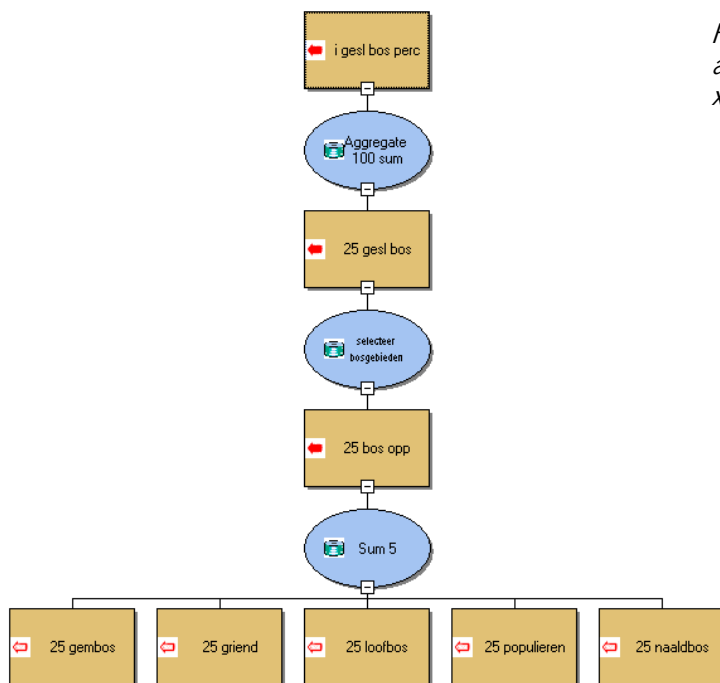 i gesl bos perc
Aggregate
100 sum
25 gesl bos
selecteer
bosgebieden
25 bos opp
Sum 5
25 gembos
25 griend
25 loofbos
25 populieren
25 naaldbos